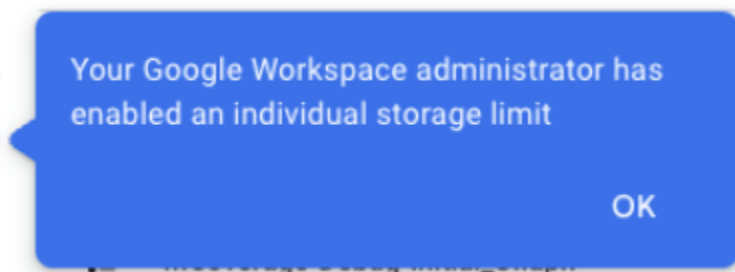 Your Google Workspace administrator has
enabled an individual storage limit
OK